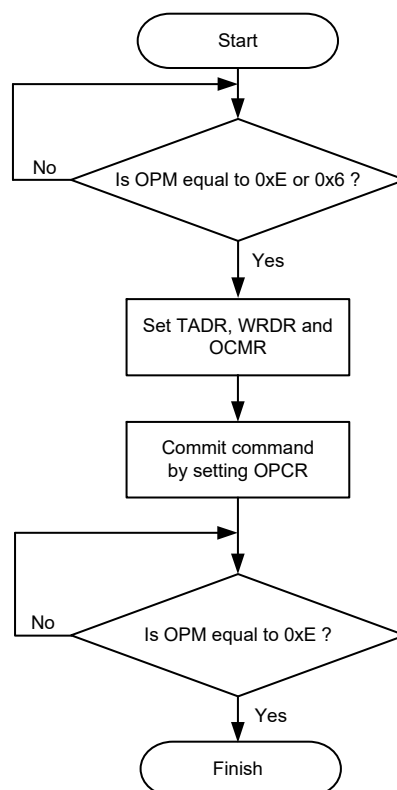 Start
No
Is OPM equal to 0xE or 0x6 ?
Yes
Set TADR, WRDR and
OCMR
Commit command
by setting OPCR
No
Is OPM equal to 0xE ?
Yes
Finish